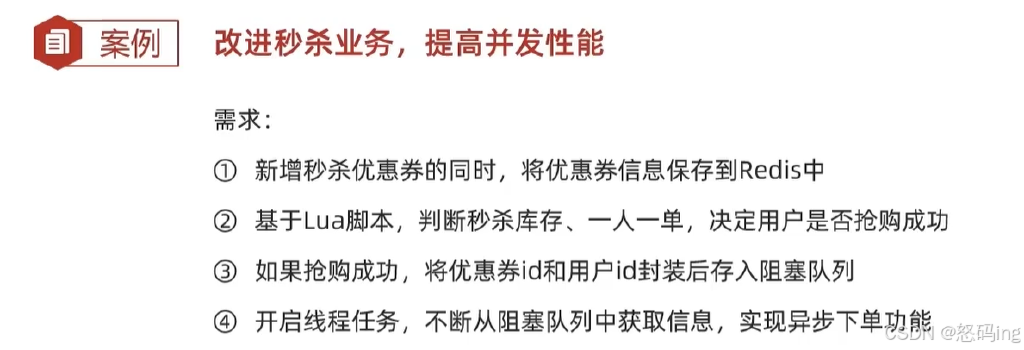 案例 改进秒杀业务，提高并发性能
需求：
① 新增秒杀优惠券的同时，将优惠券信息保存到Redis中
② 基于Lua脚本，判断秒杀库存、一人一单，决定用户是否抢购成功
③ 如果抢购成功，将优惠券id和用户id封装后存入阻塞队列
④ 开启线程任务，不断从阻塞队列中获取信息，实现异步下单功能
CSDN @怒码ing